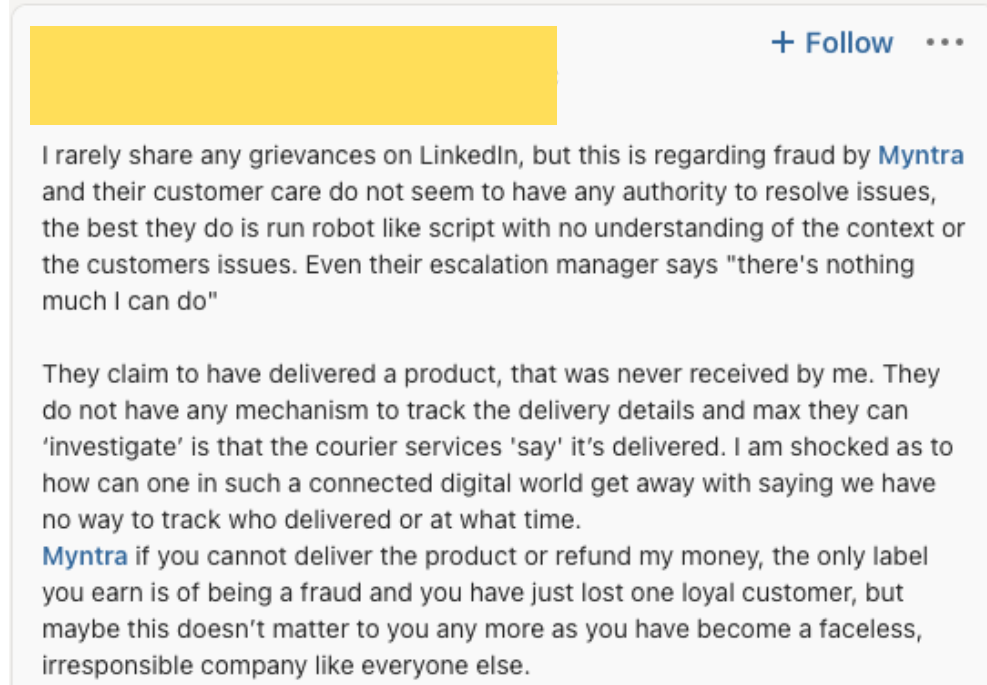 + Follow ...
I rarely share any grievances on LinkedIn, but this is regarding fraud by Myntra
and their customer care do not seem to have any authority to resolve issues,
the best they do is run robot like script with no understanding of the context or
the customers issues. Even their escalation manager says "there's nothing
much I can do"
They claim to have delivered a product, that was never received by me. They
do not have any mechanism to track the delivery details and max they can
‘investigate’ is that the courier services 'say' it’s delivered. I am shocked as to
how can one in such a connected digital world get away with saying we have
no way to track who delivered or at what time.
Myntra if you cannot deliver the product or refund my money, the only label
you earn is of being a fraud and you have just lost one loyal customer, but
maybe this doesn’t matter to you any more as you have become a faceless,
irresponsible company like everyone else.